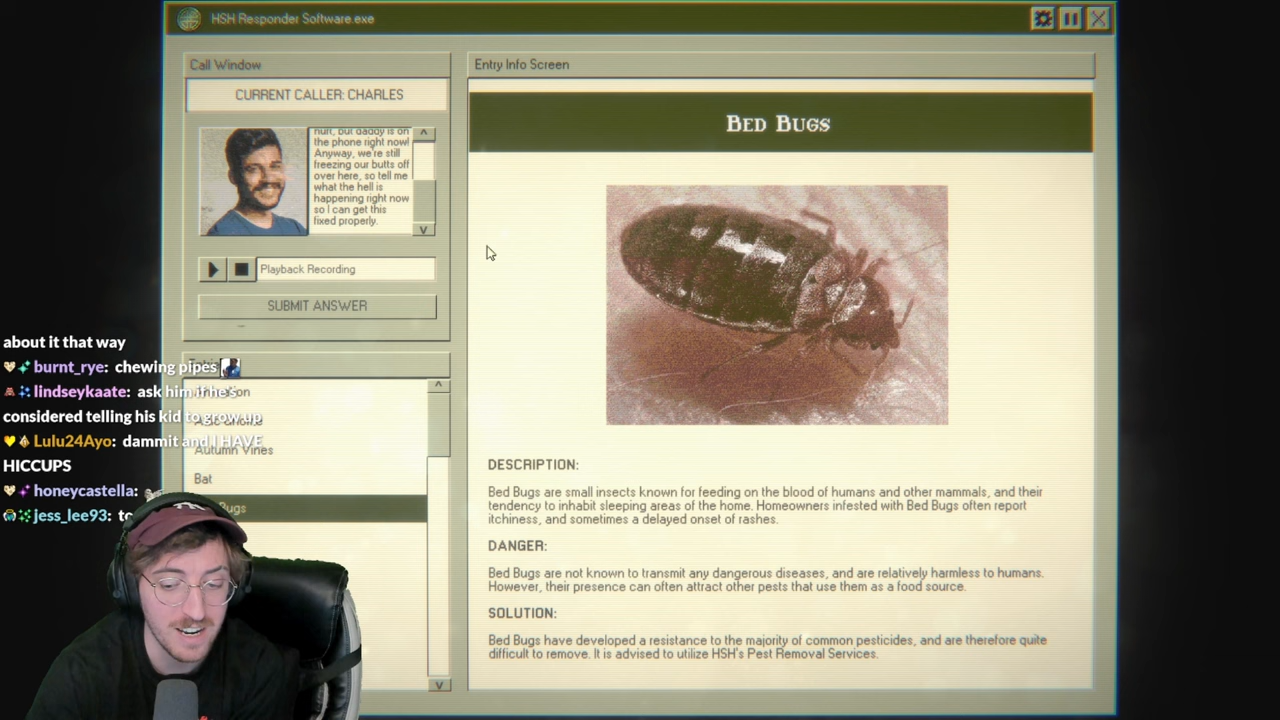 HSH Responder Software.exe
Call Window
CURRENT CALLER: CHARLES
hurt, but daddy is on
the phone right now!
Anyway, we're still
freezing our butts off
over here, so tell me
what the hell is
happening right now
so I can get this
fixed properly.
Playback Recording
SUBMIT ANSWER
Autumn Vines
Bat
Bugs
about it that way
burnt_rye: chewing pipes
lindseykaate: ask him if he's
considered telling his kid to grow up
Lulu24Ayo: dammit and I HAVE
HICCUPS
honeycastella:
jess_lee93:
Entry Info Screen
BED BUGS
DESCRIPTION:
Bed Bugs are small insects known for feeding on the blood of humans and other mammals, and their
tendency to inhabit sleeping areas of the home. Homeowners infested with Bed Bugs often report
itchiness, and sometimes a delayed onset of rashes.
DANGER:
Bed Bugs are not known to transmit any dangerous diseases, and are relatively harmless to humans.
However, their presence can often attract other pests that use them as a food source.
SOLUTION:
Bed Bugs have developed a resistance to the majority of common pesticides, and are therefore quite
difficult to remove. It is advised to utilize HSH's Pest Removal Services.